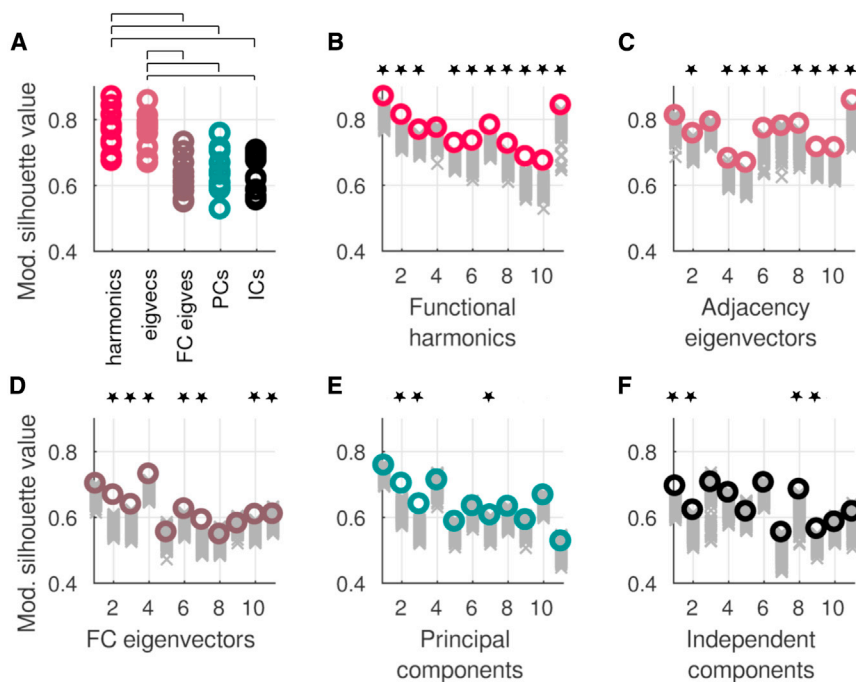 A
Mod. silhouette value
0.8
0.6
0.4
harmonics
eigvecs
FC eigves
PCs
ICs
B
★ ★ ★ ★ ★ ★ ★ ★ ★ ★
0.8
0.6
0.4
2 4 6 8 10
Functional
harmonics
C
★ ★ ★ ★ ★ ★ ★ ★
0.8
0.6
0.4
2 4 6 8 10
Adjacency
eigenvectors
D
★ ★ ★ ★ ★ ★ ★
Mod. silhouette value
0.8
0.6
0.4
2 4 6 8 10
FC eigenvectors
E
★ ★ ★
0.8
0.6
0.4
2 4 6 8 10
Principal
components
F
★ ★ ★ ★
0.8
0.6
0.4
2 4 6 8 10
Independent
components